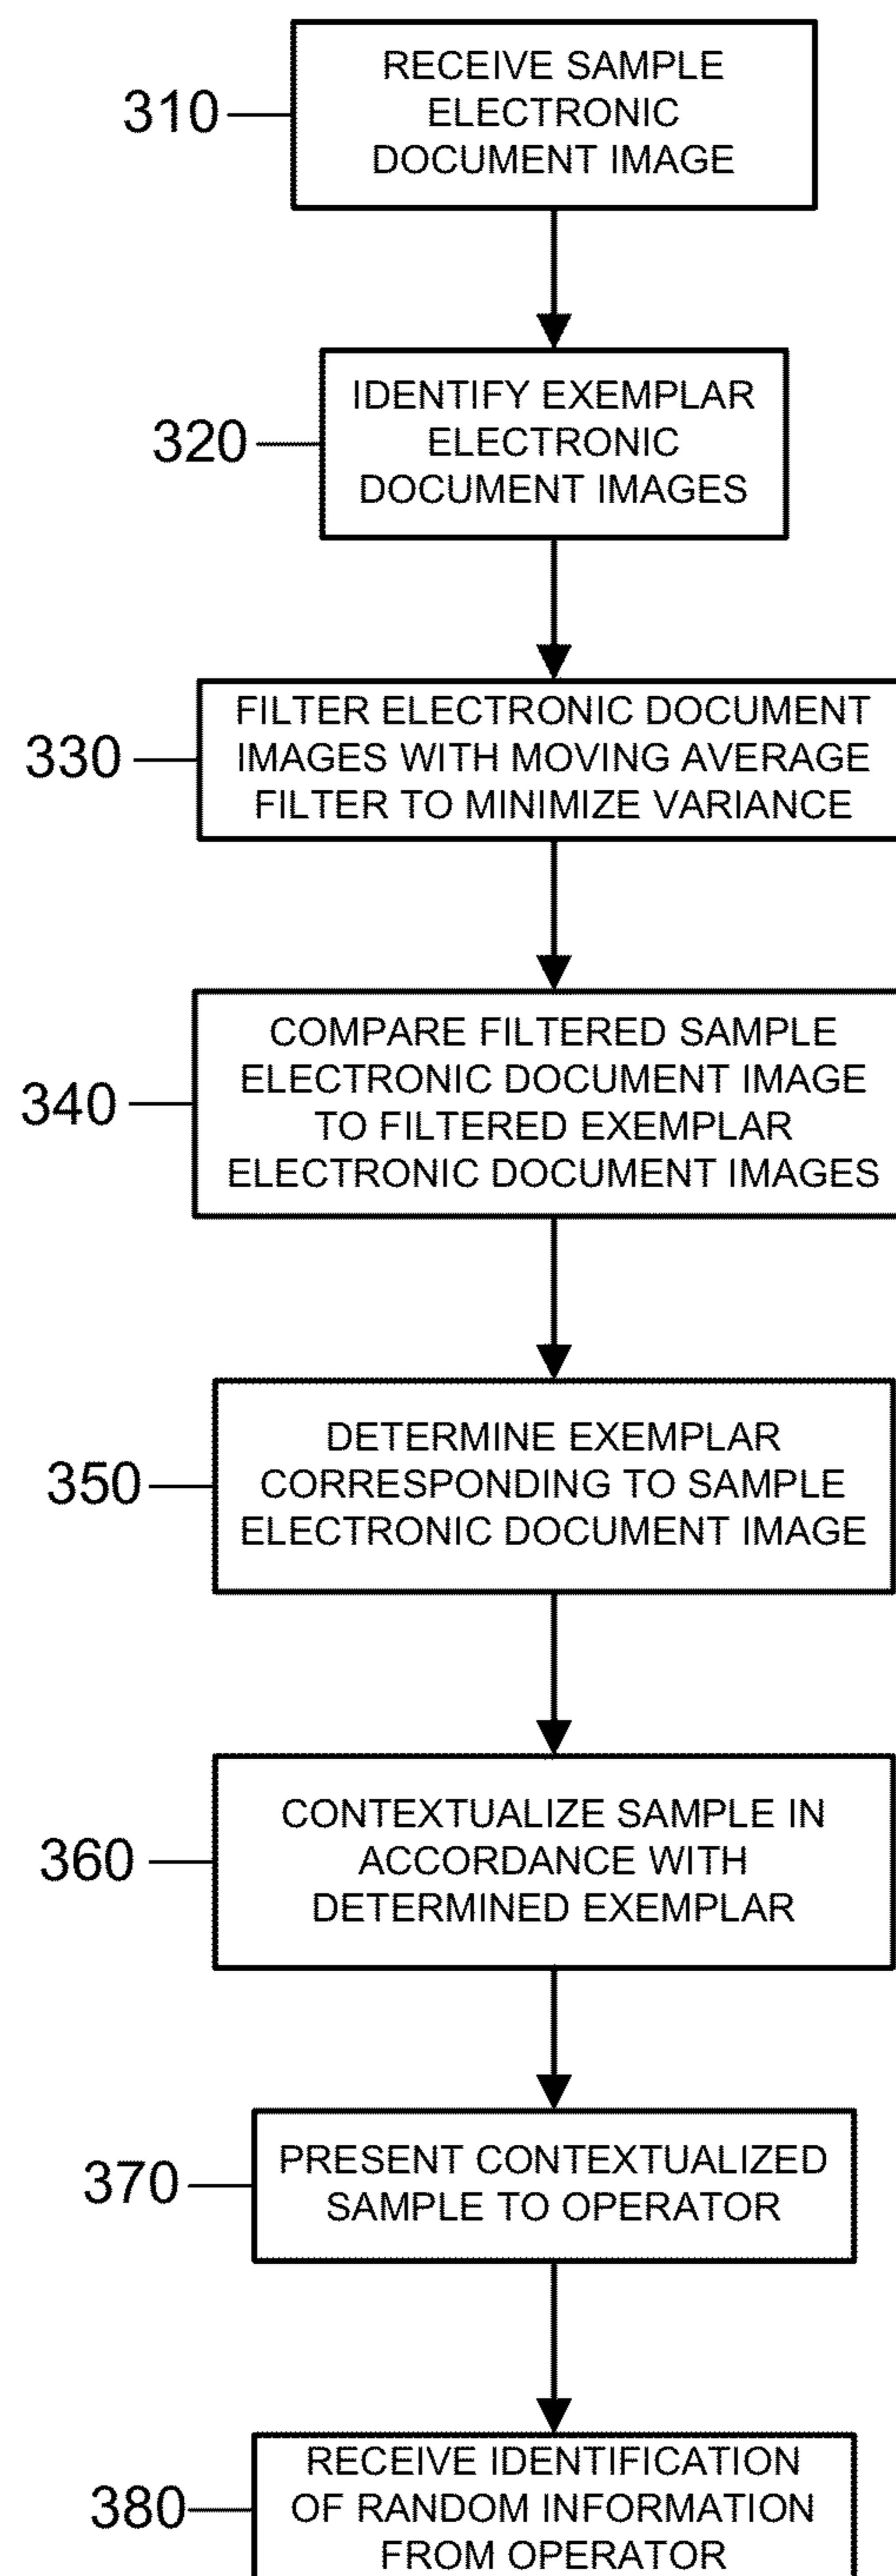 310
RECEIVE SAMPLE
ELECTRONIC
DOCUMENT IMAGE
320
IDENTIFY EXEMPLAR
ELECTRONIC
DOCUMENT IMAGES
330
FILTER ELECTRONIC DOCUMENT
IMAGES WITH MOVING AVERAGE
FILTER TO MINIMIZE VARIANCE
340
COMPARE FILTERED SAMPLE
ELECTRONIC DOCUMENT IMAGE
TO FILTERED EXEMPLAR
ELECTRONIC DOCUMENT IMAGES
350
DETERMINE EXEMPLAR
CORRESPONDING TO SAMPLE
ELECTRONIC DOCUMENT IMAGE
360
CONTEXTUALIZE SAMPLE IN
ACCORDANCE WITH
DETERMINED EXEMPLAR
370
PRESENT CONTEXTUALIZED
SAMPLE TO OPERATOR
380
RECEIVE IDENTIFICATION
OF RANDOM INFORMATION
FROM OPERATOR